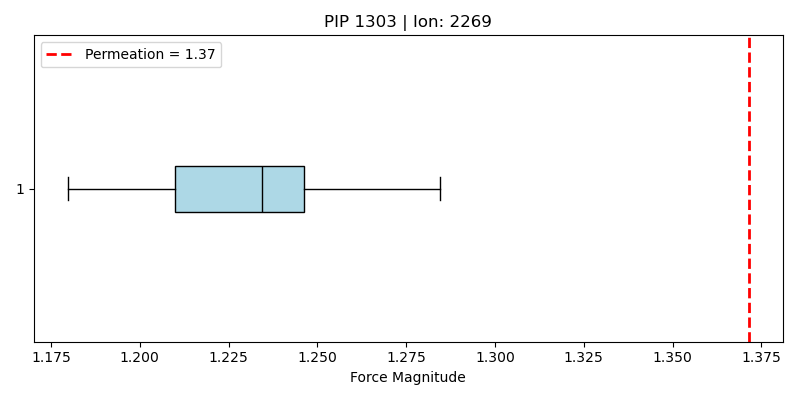 PIP 1303 | Ion: 2269
Permeation = 1.37
1
1.175 1.200 1.225 1.250 1.275 1.300 1.325 1.350 1.375
Force Magnitude